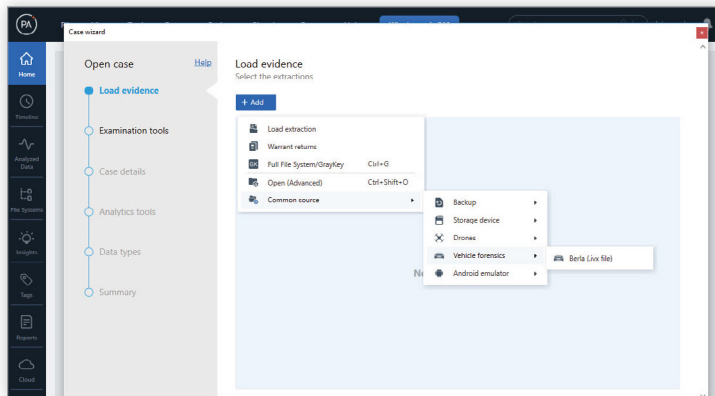 PA
Case wizard
Home
Timeline
Analyzed
Data
File Systems
Insights
Tags
Reports
Cloud
Open case
Help
Load evidence
Examination tools
Case details
Analytics tools
Data types
Summary
Load evidence
Select the extractions
+ Add
Load extraction
Warrant returns
GK Full File System/GrayKey Ctrl+G
Open (Advanced) Ctrl+Shift+O
Common source
Backup
Storage device
Drones
Vehicle forensics
Android emulator
Berla (.ivx file)